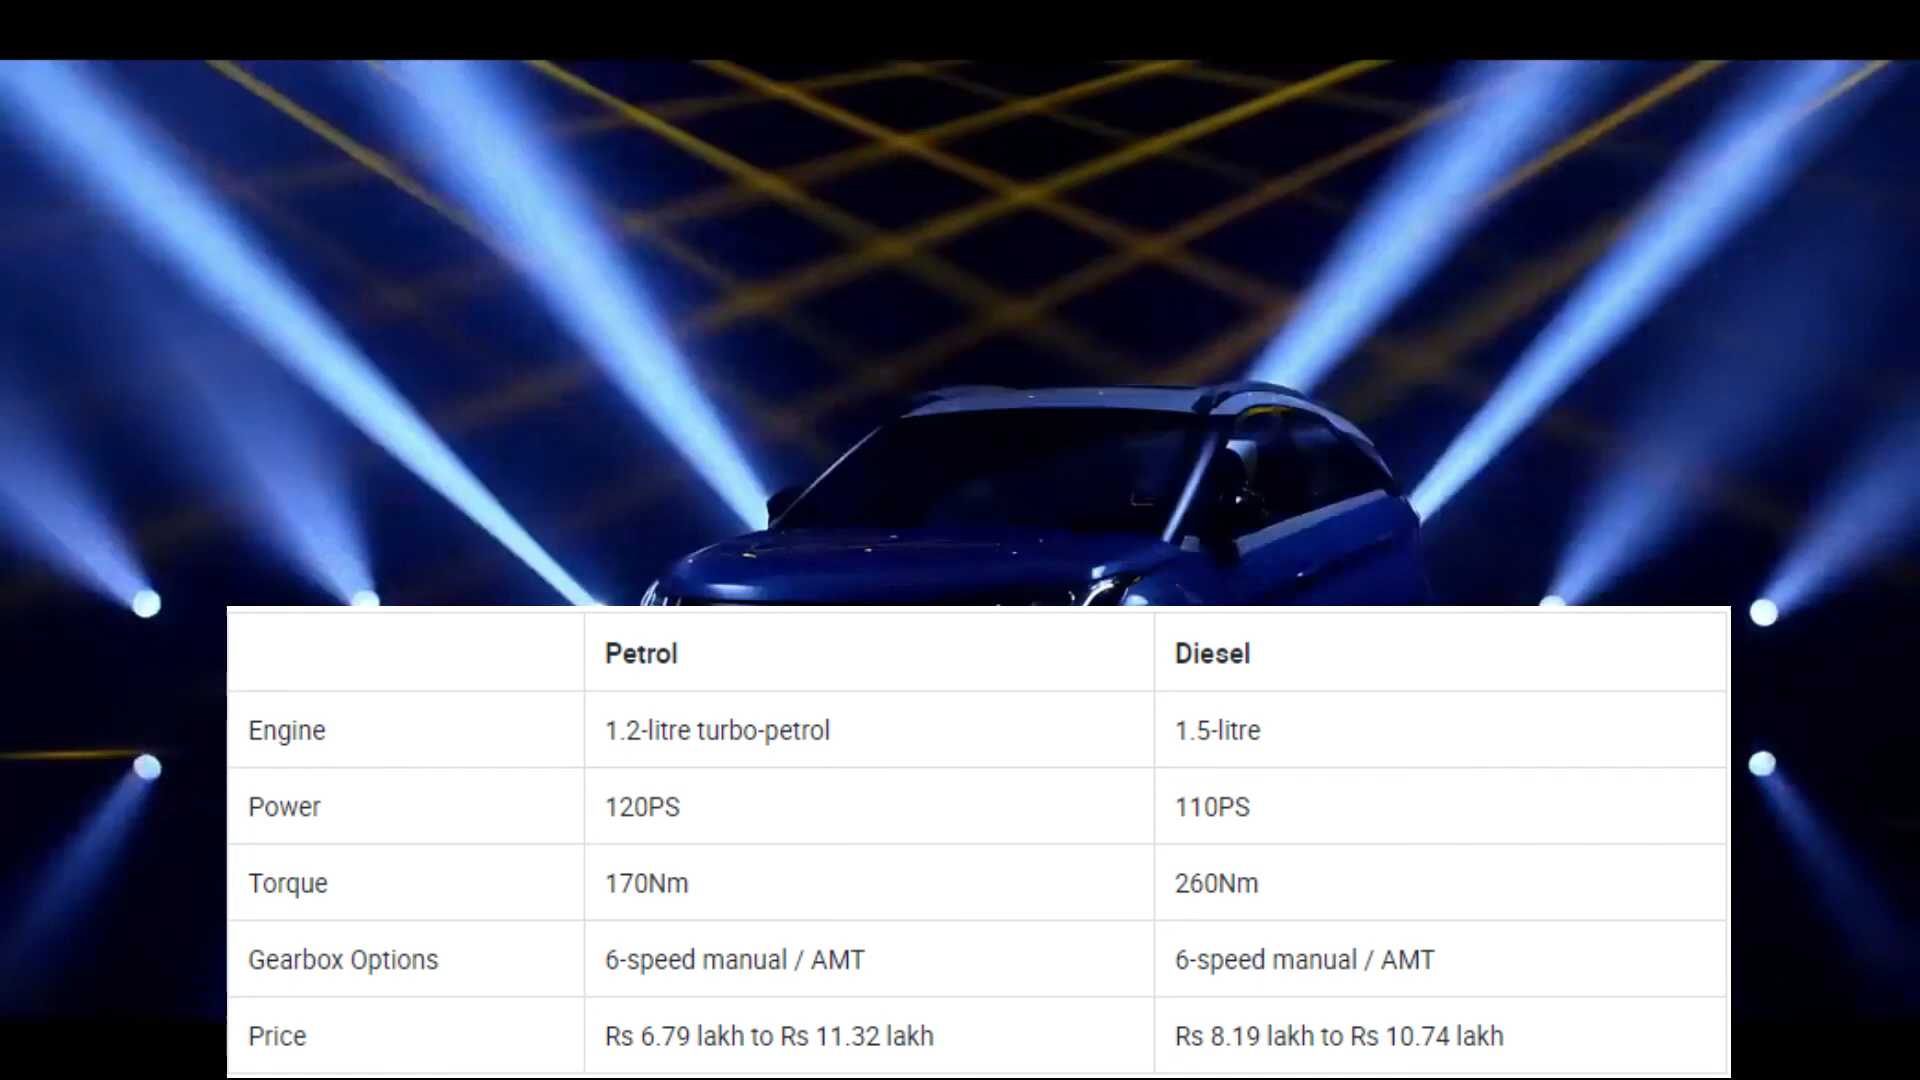 Petrol Diesel
Engine 1.2-litre turbo-petrol 1.5-litre
Power 120PS 110PS
Torque 170Nm 260Nm
Gearbox Options 6-speed manual / AMT 6-speed manual / AMT
Price Rs 6.79 lakh to Rs 11.32 lakh Rs 8.19 lakh to Rs 10.74 lakh